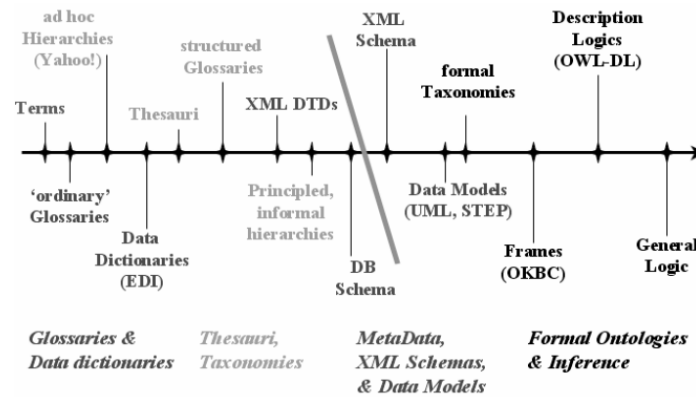 ad hoc
Hierarchies
(Yahoo!)
structured
Glossaries
XML
Schema
Description
Logics
(OWL-DL)
formal
Taxonomies
Terms
Thesauri
XML DTDs
'ordinary'
Glossaries
Data
Dictionaries
(EDI)
Principled,
informal
hierarchies
DB
Schema
Data Models
(UML, STEP)
Frames
(OKBC)
General
Logic
Glossaries &
Data dictionaries
Thesauri,
Taxonomies
MetaData,
XML Schemas,
& Data Models
Formal Ontologies
& Inference